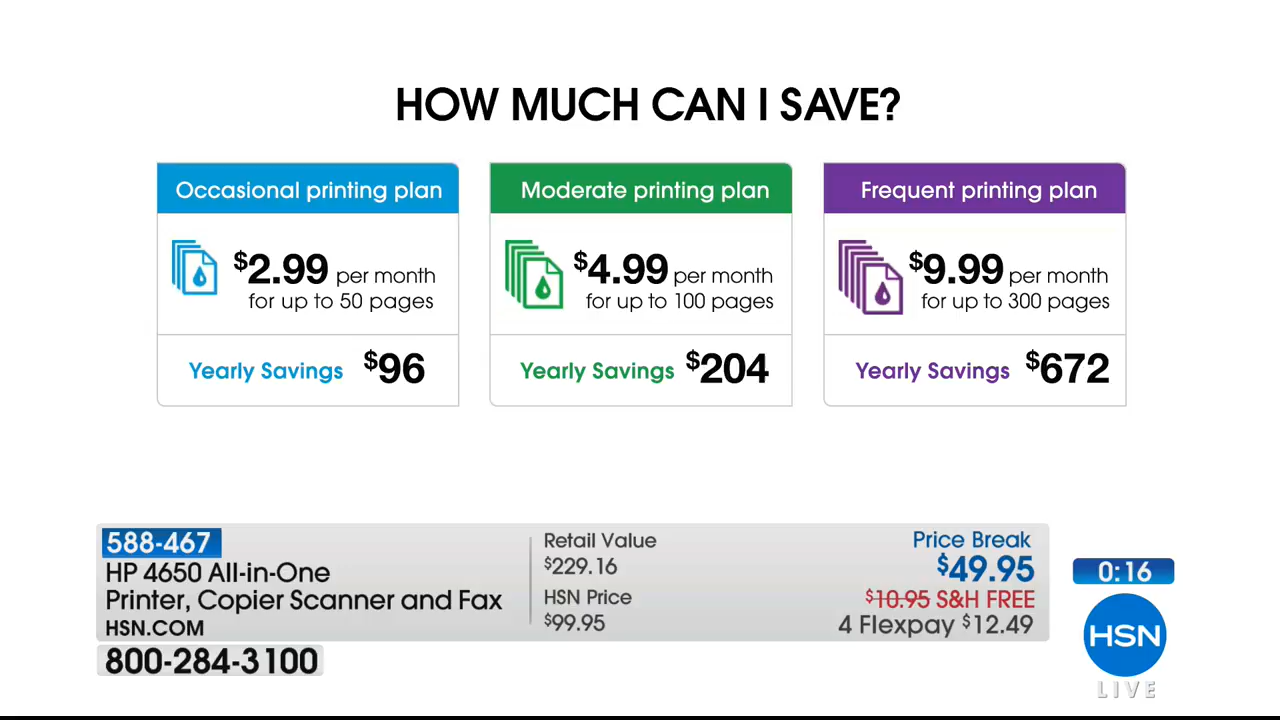 HOW MUCH CAN I SAVE?
Occasional printing plan
$2.99 per month
for up to 50 pages
Yearly Savings $96
Moderate printing plan
$4.99 per month
for up to 100 pages
Yearly Savings $204
Frequent printing plan
$9.99 per month
for up to 300 pages
Yearly Savings $672
588-467
HP 4650 All-in-One
Printer, Copier Scanner and Fax
HSN.COM
800-284-3100
Retail Value
$229.16
HSN Price
$99.95
Price Break
$49.95
$10.95 S&H FREE
4 Flexpay $12.49
0:16
HSN
LIVE